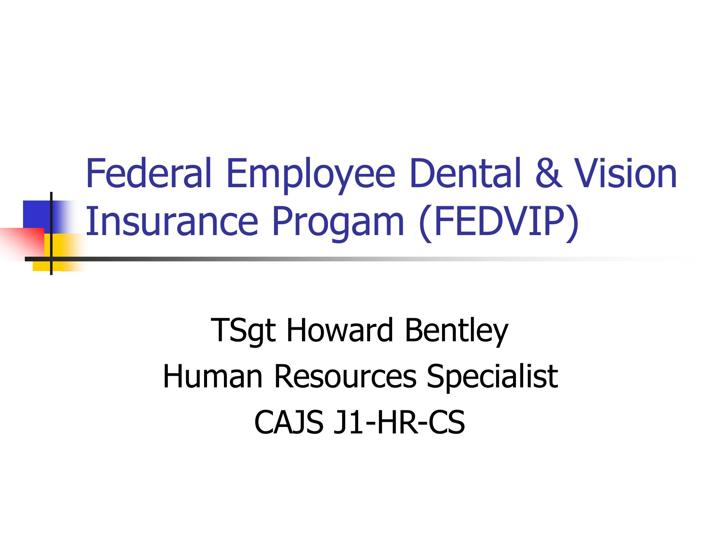 Federal Employee Dental & Vision
Insurance Progam (FEDVIP)
TSgt Howard Bentley
Human Resources Specialist
CAJS J1-HR-CS